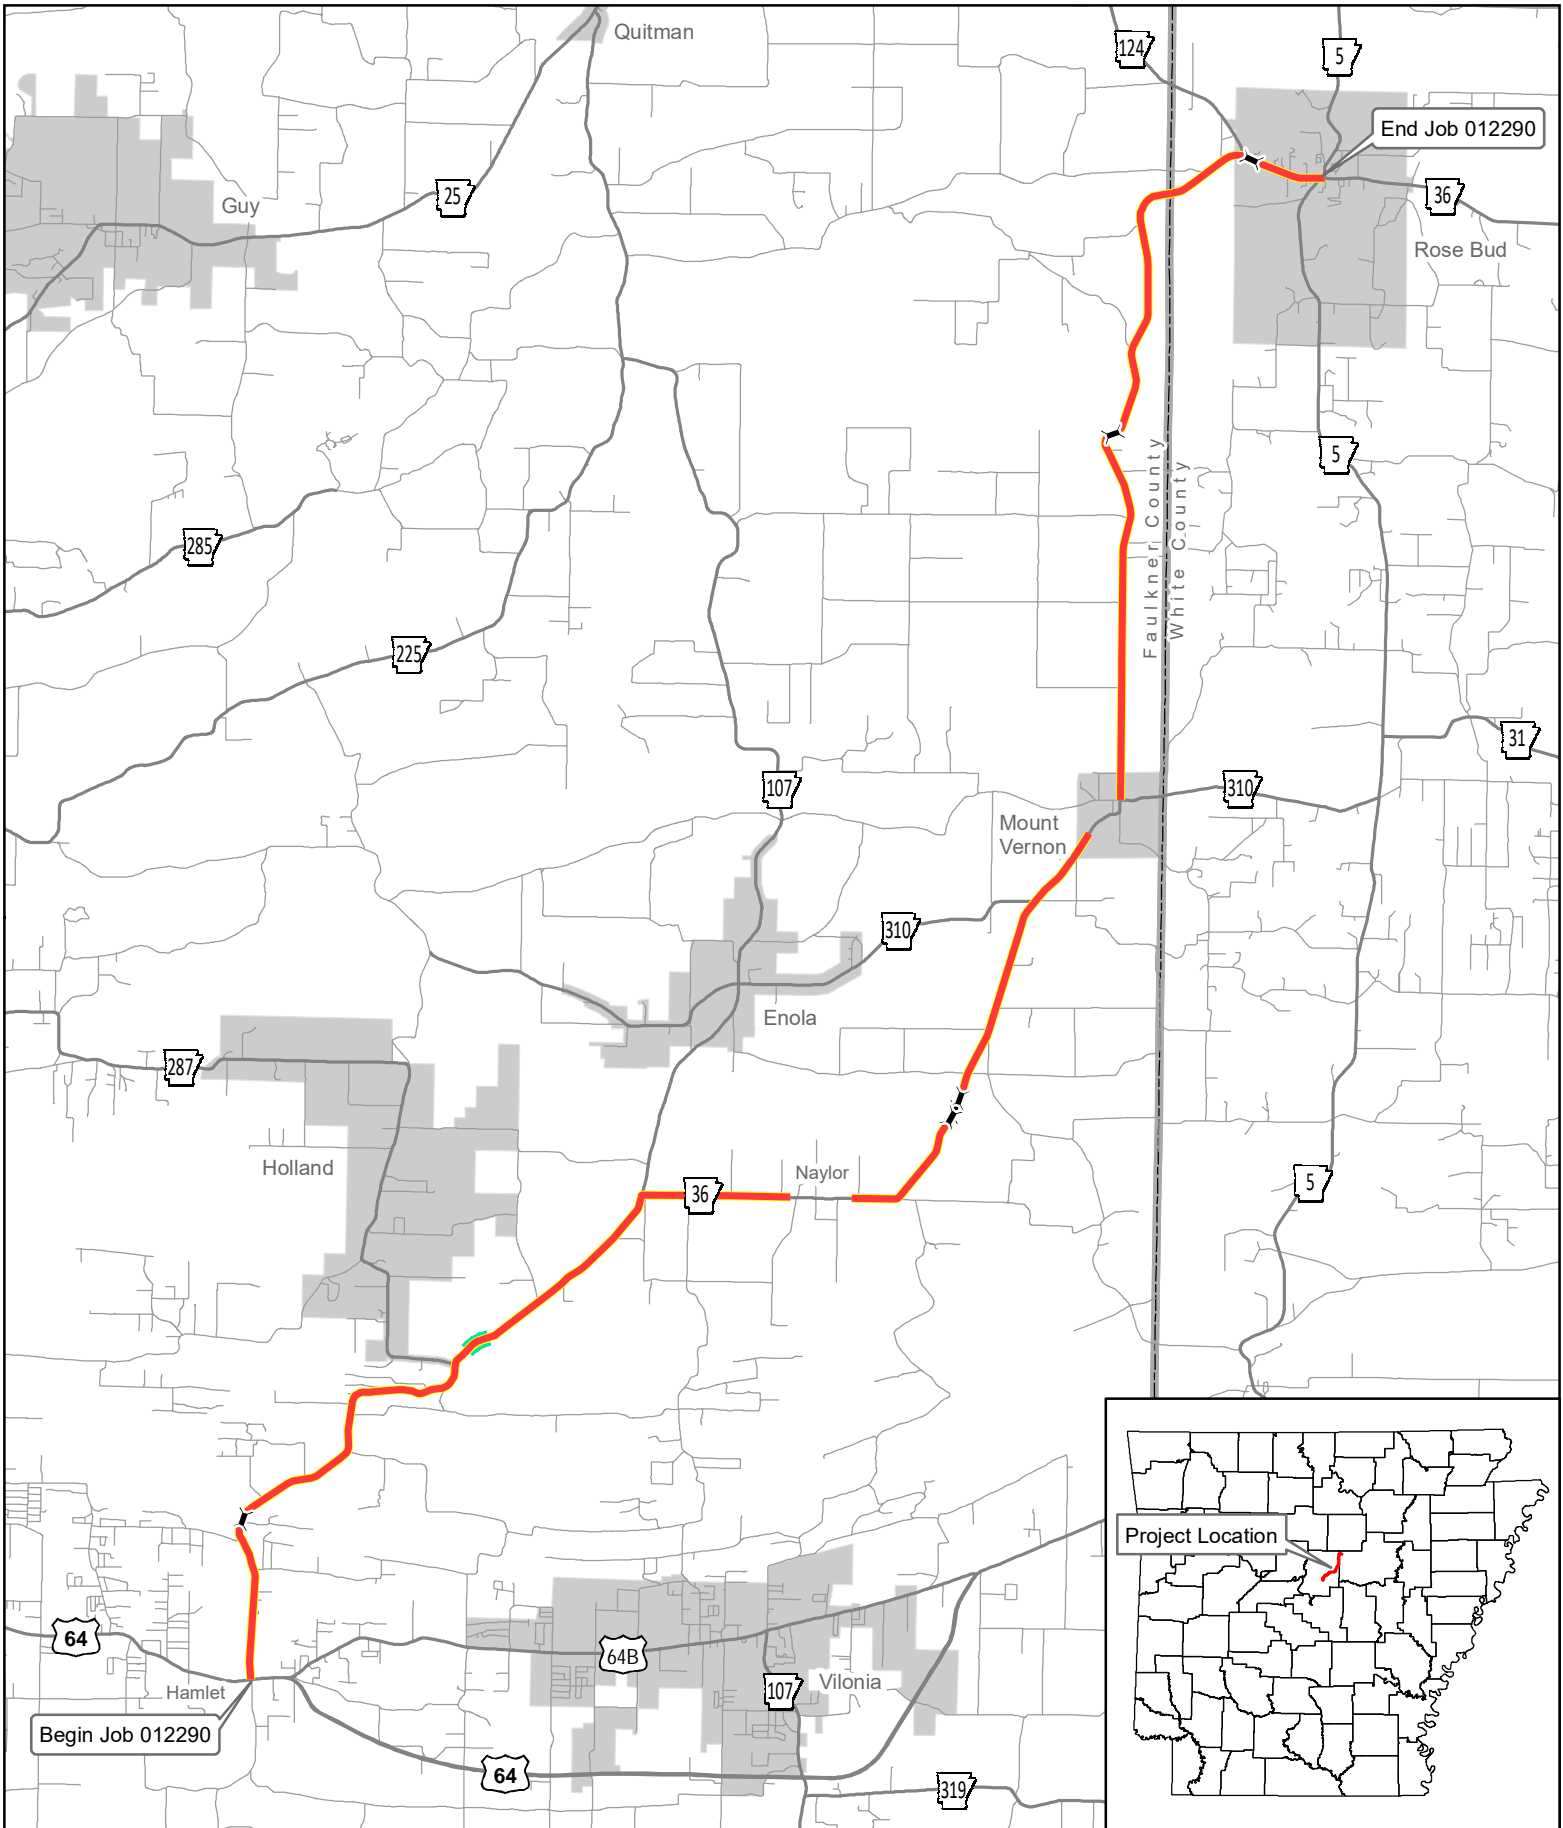 Quitman
124
5
End Job 012290
25
36
Guy
Rose Bud
5
Faulkner County
White County
285
225
31
107
310
Mount
Vernon
310
Enola
287
Holland
Naylor
36
5
Project Location
64
64B
Hamlet
107
Vilonia
Begin Job 012290
64
319